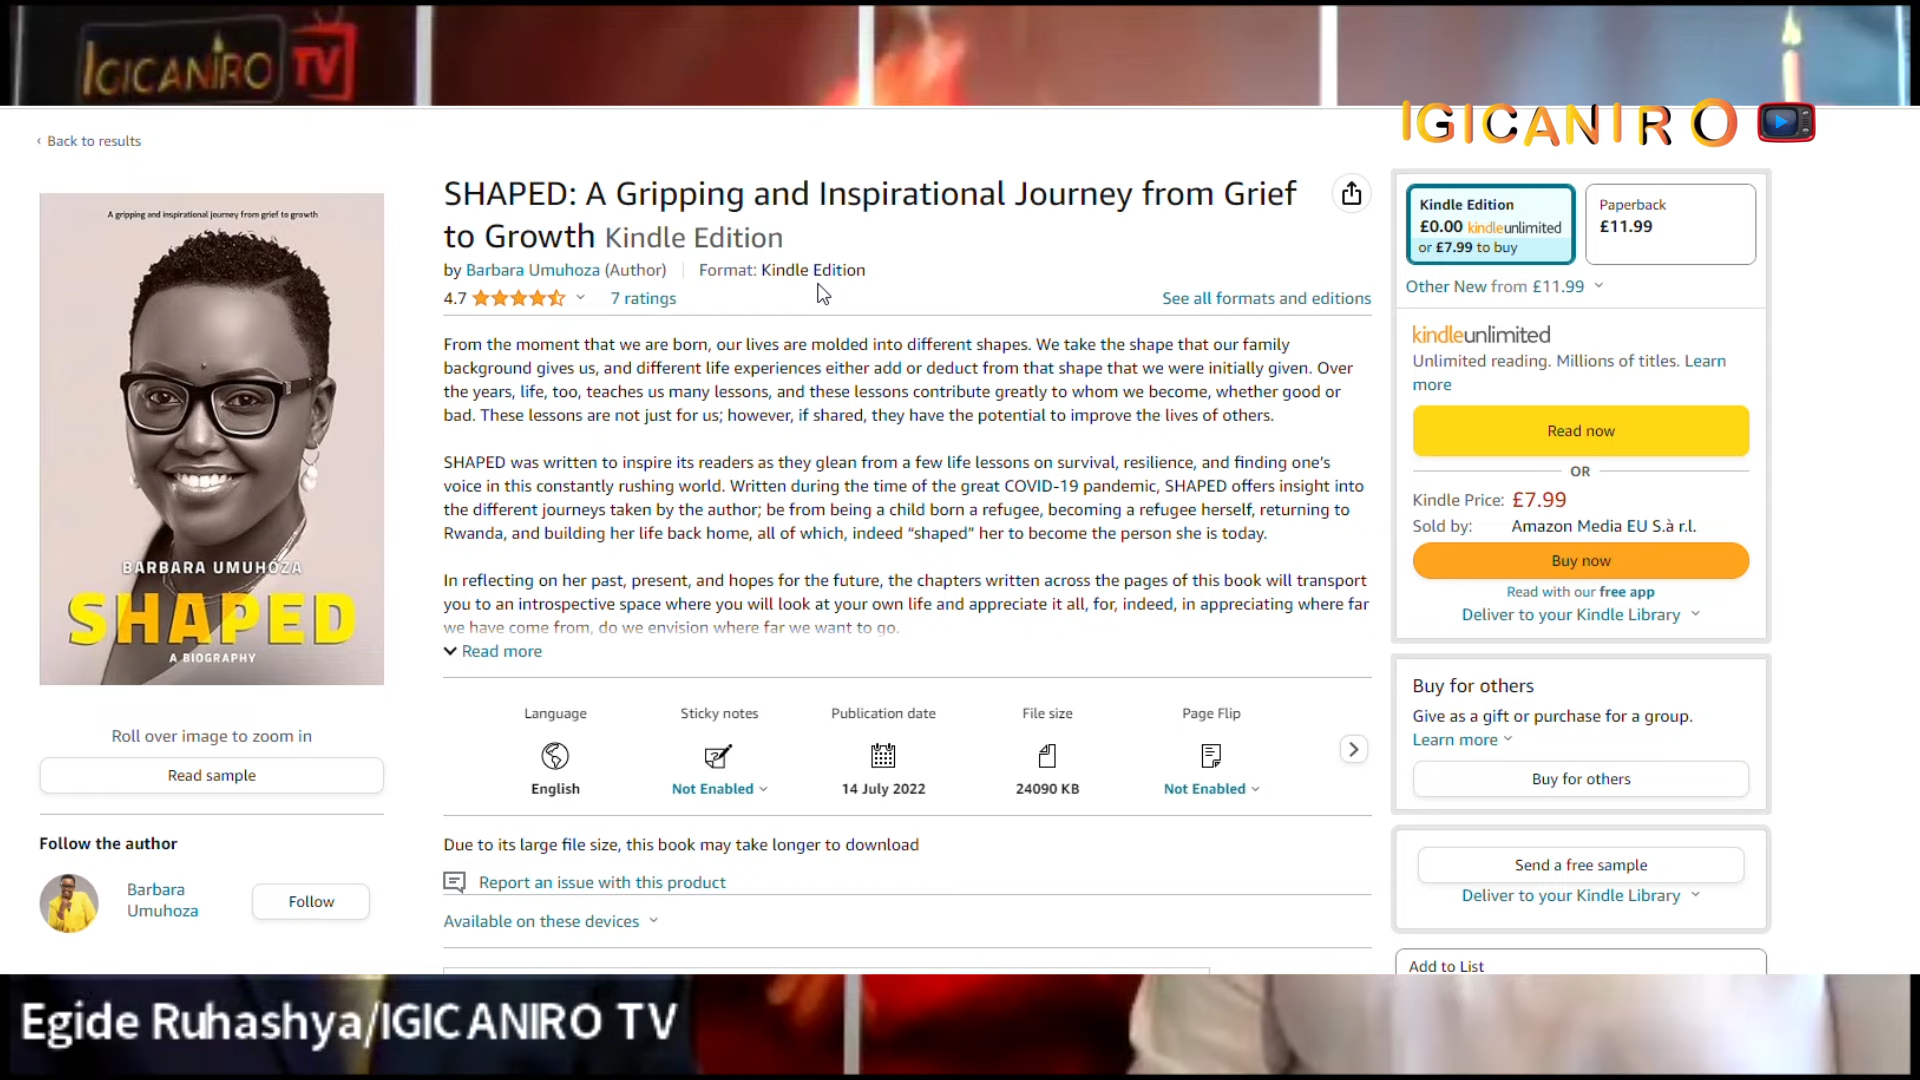 IGICANIRO TV
IGICANIRO
‹ Back to results
A gripping and inspirational journey from grief to growth
BARBARA UMUHOZA
SHAPED
A BIOGRAPHY
Roll over image to zoom in
Read sample
Follow the author
Barbara
Umuhoza
Follow
SHAPED: A Gripping and Inspirational Journey from Grief
to Growth Kindle Edition
by Barbara Umuhoza (Author) Format: Kindle Edition
4.7 7 ratings See all formats and editions
From the moment that we are born, our lives are molded into different shapes. We take the shape that our family
background gives us, and different life experiences either add or deduct from that shape that we were initially given. Over
the years, life, too, teaches us many lessons, and these lessons contribute greatly to whom we become, whether good or
bad. These lessons are not just for us; however, if shared, they have the potential to improve the lives of others.
SHAPED was written to inspire its readers as they glean from a few life lessons on survival, resilience, and finding one’s
voice in this constantly rushing world. Written during the time of the great COVID-19 pandemic, SHAPED offers insight into
the different journeys taken by the author; be from being a child born a refugee, becoming a refugee herself, returning to
Rwanda, and building her life back home, all of which, indeed “shaped” her to become the person she is today.
In reflecting on her past, present, and hopes for the future, the chapters written across the pages of this book will transport
you to an introspective space where you will look at your own life and appreciate it all, for, indeed, in appreciating where far
we have come from, do we envision where far we want to go.
Read more
Language Sticky notes Publication date File size Page Flip
English Not Enabled 14 July 2022 24090 KB Not Enabled
Due to its large file size, this book may take longer to download
Report an issue with this product
Available on these devices
Kindle Edition
£0.00 kindleunlimited
or £7.99 to buy
Paperback
£11.99
Other New from £11.99
kindleunlimited
Unlimited reading. Millions of titles. Learn
more
Read now
OR
Kindle Price: £7.99
Sold by: Amazon Media EU S.à r.l.
Buy now
Read with our free app
Deliver to your Kindle Library
Buy for others
Give as a gift or purchase for a group.
Learn more
Buy for others
Send a free sample
Deliver to your Kindle Library
Add to List
Egide Ruhashya/IGICANIRO TV